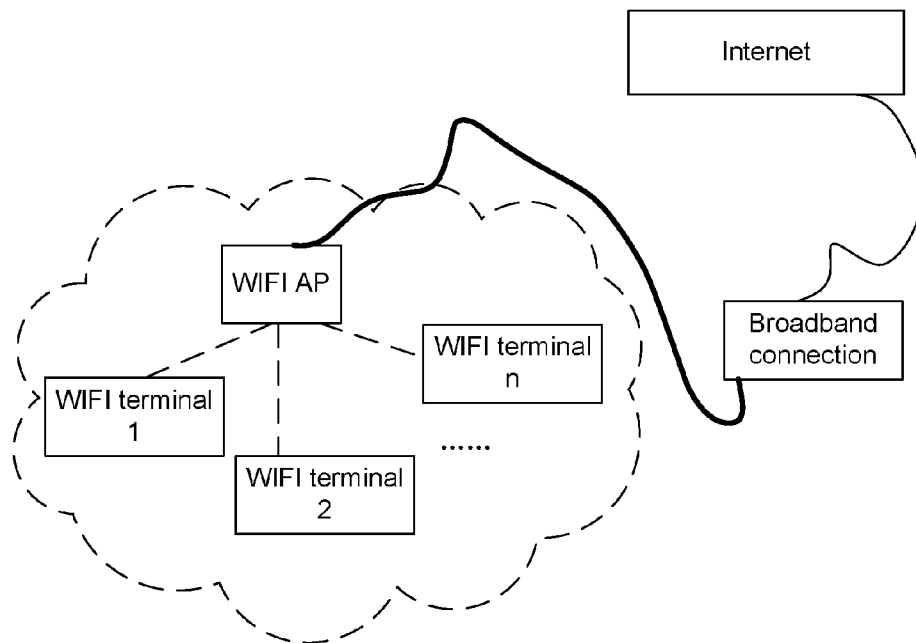 Internet
WIFI AP
Broadband
connection
WIFI terminal
n
WIFI terminal
1
......
WIFI terminal
2